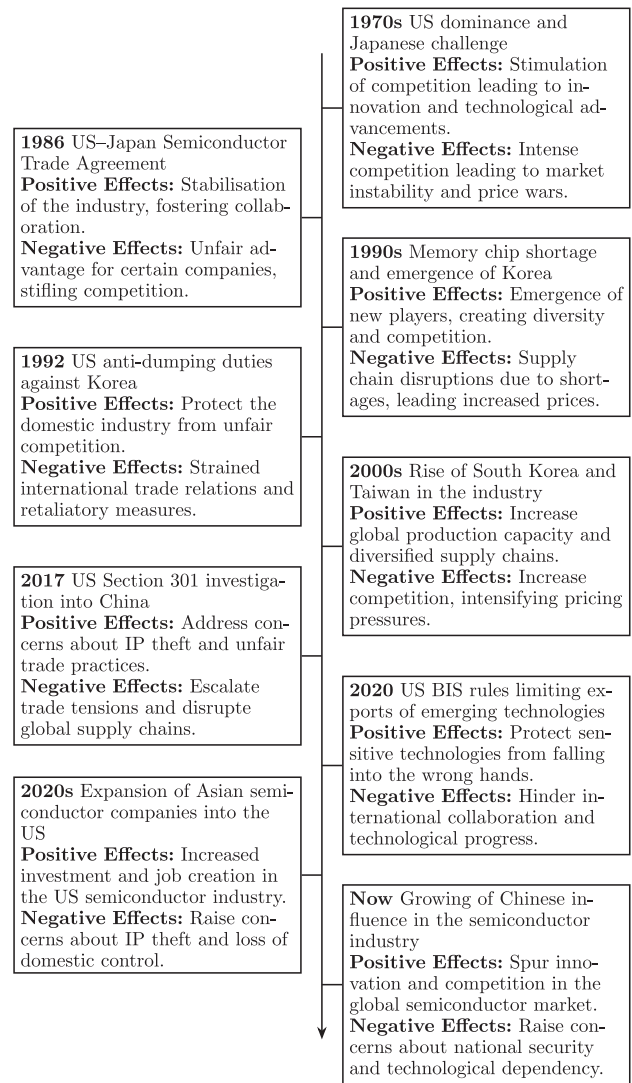 1970s US dominance and
Japanese challenge
Positive Effects: Stimulation
of competition leading to in-
novation and technological ad-
vancements.
Negative Effects: Intense
competition leading to market
instability and price wars.
1986 US–Japan Semiconductor
Trade Agreement
Positive Effects: Stabilisation
of the industry, fostering collab-
oration.
Negative Effects: Unfair ad-
vantage for certain companies,
stifling competition.
1990s Memory chip shortage
and emergence of Korea
Positive Effects: Emergence of
new players, creating diversity
and competition.
Negative Effects: Supply
chain disruptions due to short-
ages, leading increased prices.
1992 US anti-dumping duties
against Korea
Positive Effects: Protect the
domestic industry from unfair
competition.
Negative Effects: Strained
international trade relations and
retaliatory measures.
2000s Rise of South Korea and
Taiwan in the industry
Positive Effects: Increase
global production capacity and
diversified supply chains.
Negative Effects: Increase
competition, intensifying pricing
pressures.
2017 US Section 301 investiga-
tion into China
Positive Effects: Address con-
cerns about IP theft and unfair
trade practices.
Negative Effects: Escalate
trade tensions and disrupte
global supply chains.
2020 US BIS rules limiting ex-
ports of emerging technologies
Positive Effects: Protect sen-
sitive technologies from falling
into the wrong hands.
Negative Effects: Hinder in-
ternational collaboration and
technological progress.
2020s Expansion of Asian semi-
conductor companies into the
US
Positive Effects: Increased
investment and job creation in
the US semiconductor industry.
Negative Effects: Raise con-
cerns about IP theft and loss of
domestic control.
Now Growing of Chinese in-
fluence in the semiconductor
industry
Positive Effects: Spur inno-
vation and competition in the
global semiconductor market.
Negative Effects: Raise con-
cerns about national security
and technological dependency.